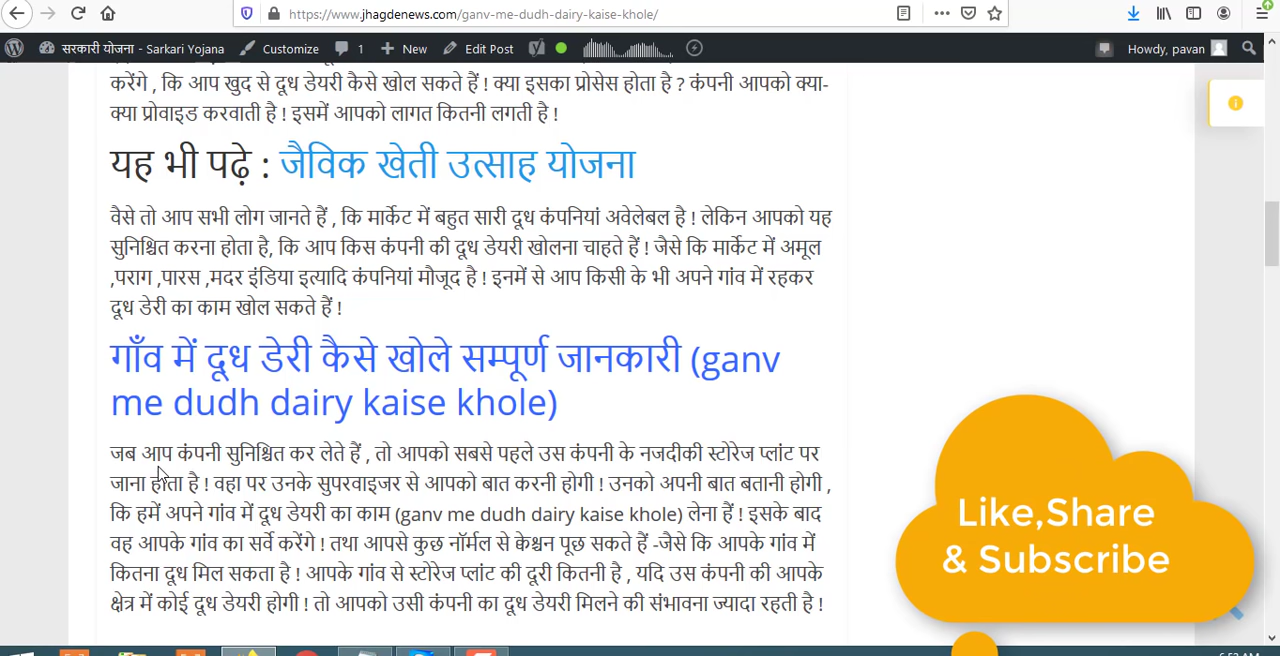 https://www.jhagdenews.com/ganv-me-dudh-dairy-kaise-khole/
सरकारी योजना - Sarkari Yojana Customize 1 New Edit Post Howdy, pavan
करेंगे , कि आप खुद से दूध डेयरी कैसे खोल सकते हैं ! क्या इसका प्रोसेस होता है ? कंपनी आपको क्या-
क्या प्रोवाइड करवाती है ! इसमें आपको लागत कितनी लगती है !
यह भी पढ़े : जैविक खेती उत्साह योजना
वैसे तो आप सभी लोग जानते हैं , कि मार्केट में बहुत सारी दूध कंपनियां अवेलेबल है ! लेकिन आपको यह
सुनिश्चित करना होता है, कि आप किस कंपनी की दूध डेयरी खोलना चाहते हैं ! जैसे कि मार्केट में अमूल
,पराग ,पारस ,मदर इंडिया इत्यादि कंपनियां मौजूद है ! इनमें से आप किसी के भी अपने गांव में रहकर
दूध डेरी का काम खोल सकते हैं !
गाँव में दूध डेरी कैसे खोले सम्पूर्ण जानकारी (ganv
me dudh dairy kaise khole)
जब आप कंपनी सुनिश्चित कर लेते हैं , तो आपको सबसे पहले उस कंपनी के नजदीकी स्टोरेज प्लांट पर
जाना होता है ! वहा पर उनके सुपरवाइजर से आपको बात करनी होगी ! उनको अपनी बात बतानी होगी ,
कि हमें अपने गांव में दूध डेयरी का काम (ganv me dudh dairy kaise khole) लेना हैं ! इसके बाद
वह आपके गांव का सर्वे करेंगे ! तथा आपसे कुछ नॉर्मल से क्वेश्चन पूछ सकते हैं -जैसे कि आपके गांव में
कितना दूध मिल सकता है ! आपके गांव से स्टोरेज प्लांट की दूरी कितनी है , यदि उस कंपनी की आपके
क्षेत्र में कोई दूध डेयरी होगी ! तो आपको उसी कंपनी का दूध डेयरी मिलने की संभावना ज्यादा रहती है !
Like,Share
& Subscribe